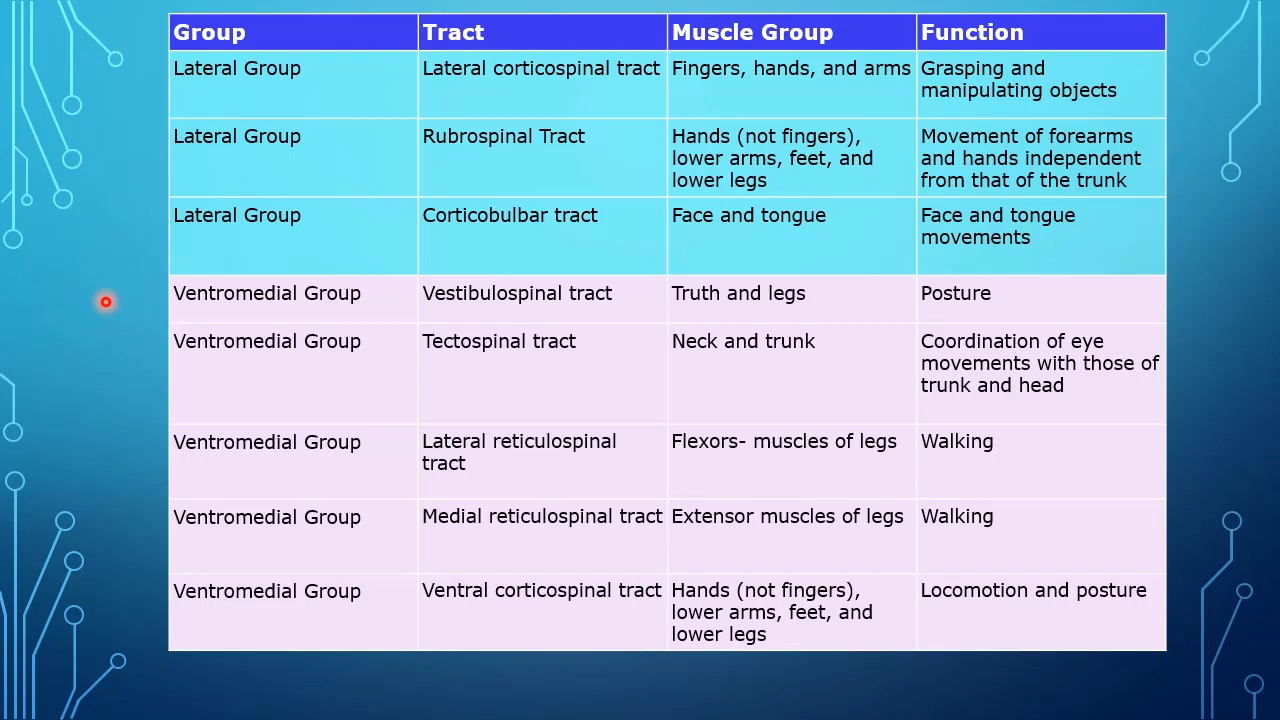 Group Tract Muscle Group Function
Lateral Group Lateral corticospinal tract Fingers, hands, and arms Grasping and
manipulating objects
Lateral Group Rubrospinal Tract Hands (not fingers), Movement of forearms
lower arms, feet, and and hands independent
lower legs from that of the trunk
Lateral Group Corticobulbar tract Face and tongue Face and tongue
movements
Ventromedial Group Vestibulospinal tract Truth and legs Posture
Ventromedial Group Tectospinal tract Neck and trunk Coordination of eye
movements with those of
trunk and head
Ventromedial Group Lateral reticulospinal Flexors- muscles of legs Walking
tract
Ventromedial Group Medial reticulospinal tract Extensor muscles of legs Walking
Ventromedial Group Ventral corticospinal tract Hands (not fingers), Locomotion and posture
lower arms, feet, and
lower legs